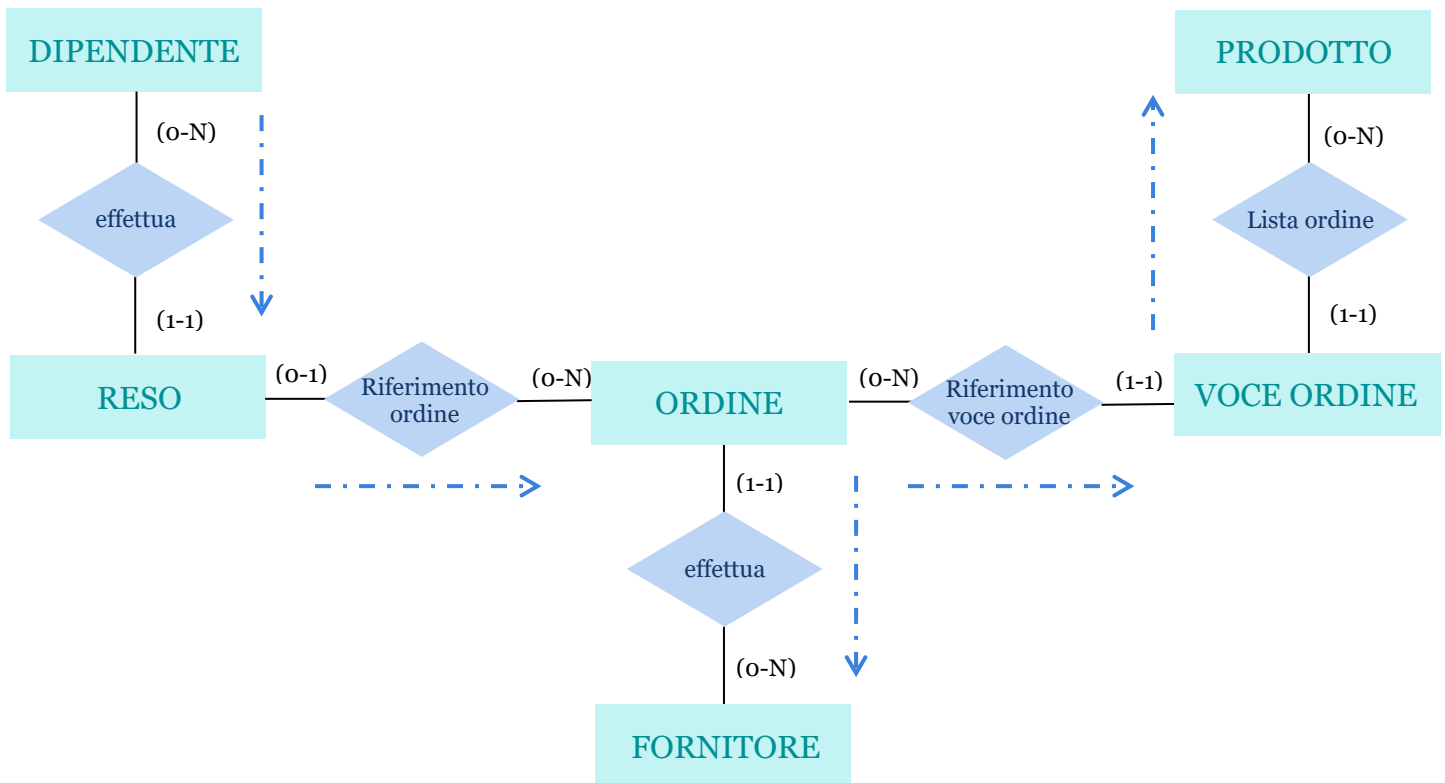 DIPENDENTE
PRODOTTO
(0-N)
(0-N)
effettua
Lista ordine
(1-1)
(1-1)
RESO
(0-1)
Riferimento
ordine
(0-N)
ORDINE
(0-N)
Riferimento
voce ordine
(1-1)
VOCE ORDINE
(1-1)
effettua
(0-N)
FORNITORE